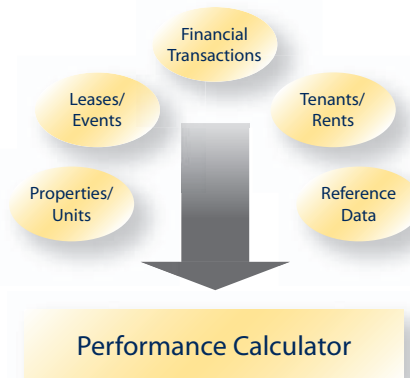 Financial
Transactions
Leases/
Events
Tenants/
Rents
Properties/
Units
Reference
Data
Performance Calculator